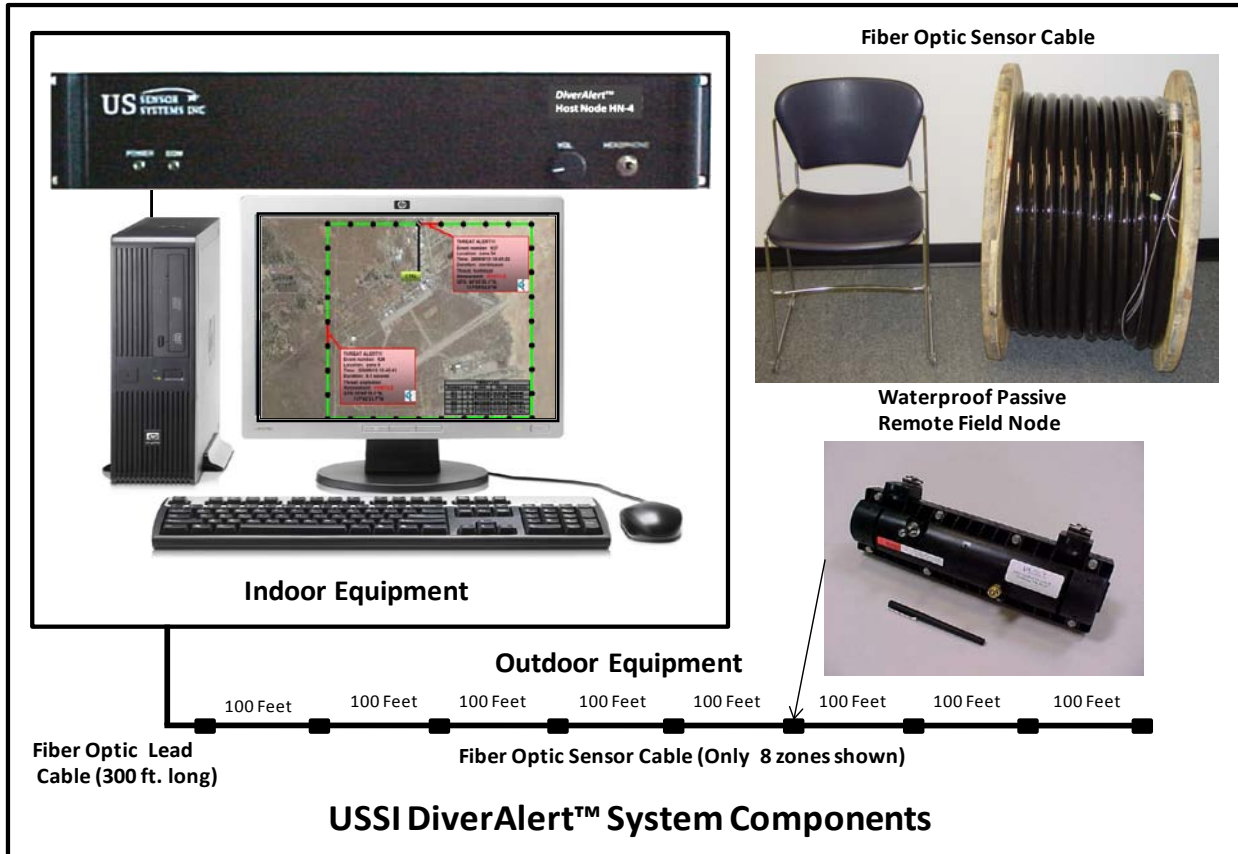 US SENSOR
SYSTEMS INC
DiverAlert™
Host Node HN-4
POWER
VOL
HEADPHONE
hp
THREAT ALERT!!
THREAT ALERT!!
Indoor Equipment
Fiber Optic Sensor Cable
Waterproof Passive
Remote Field Node
Outdoor Equipment
100 Feet 100 Feet 100 Feet 100 Feet 100 Feet 100 Feet 100 Feet 100 Feet
Fiber Optic Lead
Cable (300 ft. long)
Fiber Optic Sensor Cable (Only 8 zones shown)
USSI DiverAlert™ System Components